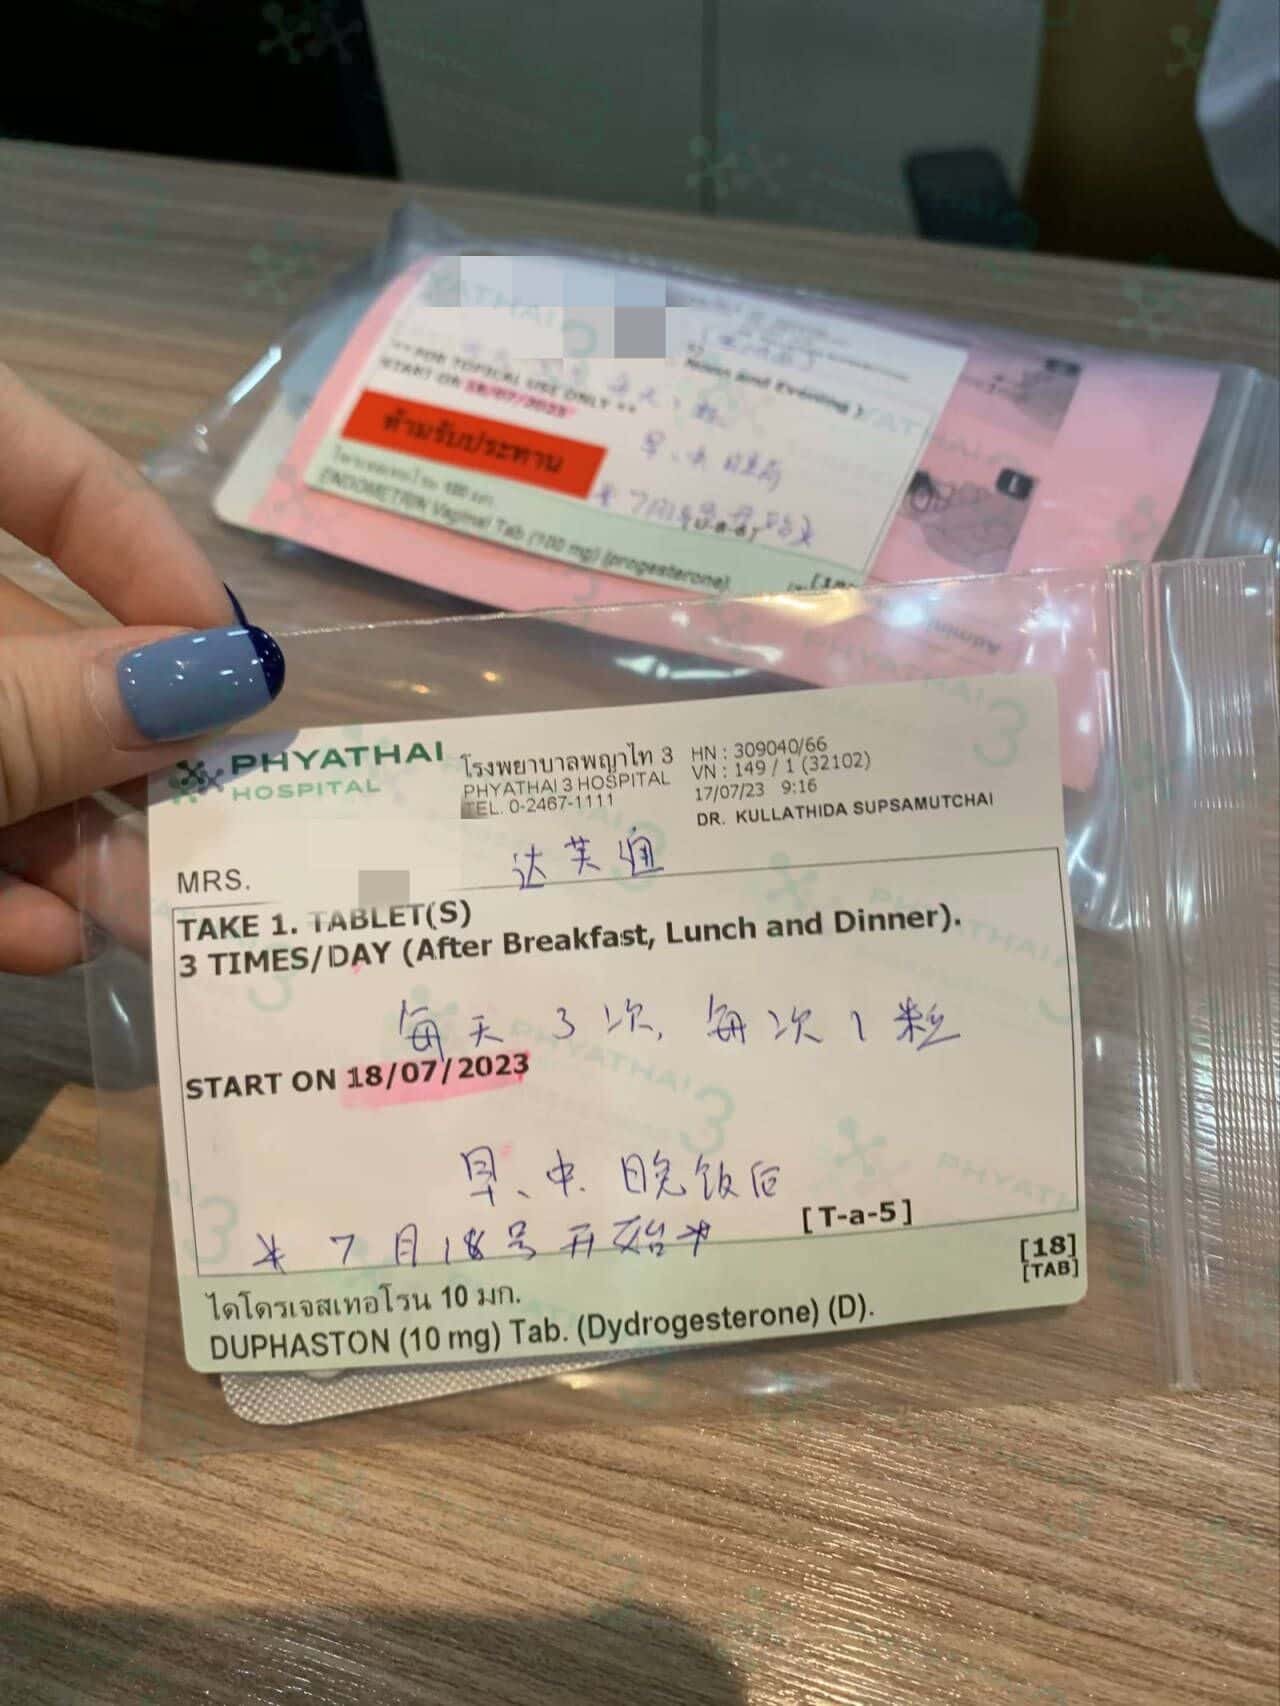 ** FOR TOPICAL USE ONLY **
Noon and Evening )
START ON 18/07/2023
ห้ามรับประทาน
ENDOMETRIN Vaginal Tab (100 mg) (progesterone)
PHYATHAI
HOSPITAL
โรงพยาบาลพญาไท 3
PHYATHAI 3 HOSPITAL
TEL. 0-2467-1111
HN : 309040/66
VN : 149 / 1 (32102)
17/07/23 9:16
DR. KULLATHIDA SUPSAMUTCHAI
达芙通
MRS.
TAKE 1. TABLET(S)
3 TIMES/DAY (After Breakfast, Lunch and Dinner).
每天3次, 每次1粒
START ON 18/07/2023
早、中、晚饭后
* 7月18号开始 *
[ T-a-5 ]
[18]
[TAB]
ไดโดรเจสเทอโรน 10 มก.
DUPHASTON (10 mg) Tab. (Dydrogesterone) (D).